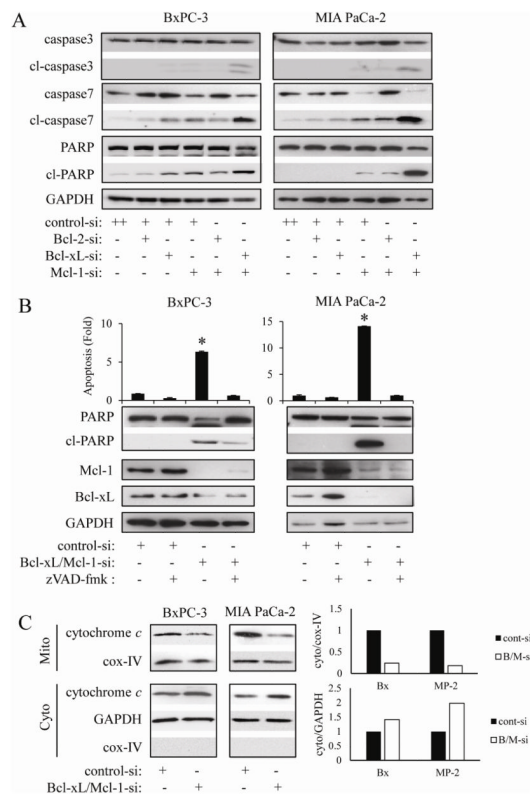 A
BxPC-3 MIA PaCa-2
caspase3
cl-caspase3
caspase7
cl-caspase7
PARP
cl-PARP
GAPDH
control-si: ++ + + + - - ++ + + + - -
Bcl-2-si: - + - - + - - + - - + -
Bcl-xL-si: - - + - - + - - + - - +
Mcl-1-si: - - - + + + - - - + + +
B
BxPC-3 MIA PaCa-2
Apoptosis (Fold)
10
5
0
*
15
10
5
0
*
PARP
cl-PARP
Mcl-1
Bcl-xL
GAPDH
control-si: + + - - + + - -
Bcl-xL/Mcl-1-si: - - + + - - + +
zVAD-fmk : - + - + - + - +
C
BxPC-3 MIA PaCa-2
Mito
cytochrome c
cox-IV
Cyto
cytochrome c
GAPDH
cox-IV
control-si: + - + -
Bcl-xL/Mcl-1-si: - + - +
cyto/cox-IV
1.5
1
0.5
0
Bx MP-2
cont-si
B/M-si
cyto/GAPDH
2
1.5
1
0.5
0
Bx MP-2
cont-si
B/M-si